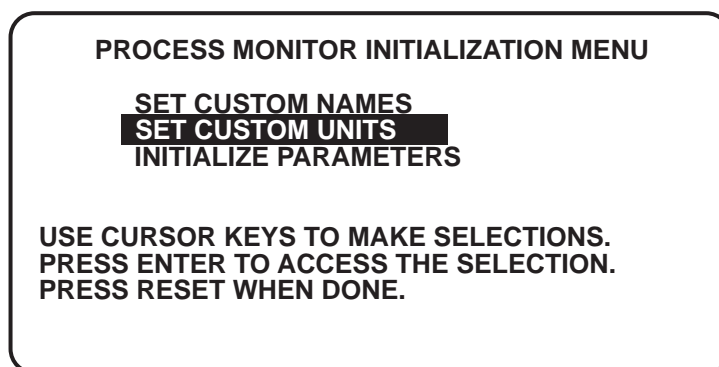 PROCESS MONITOR INITIALIZATION MENU
SET CUSTOM NAMES
SET CUSTOM UNITS
INITIALIZE PARAMETERS
USE CURSOR KEYS TO MAKE SELECTIONS.
PRESS ENTER TO ACCESS THE SELECTION.
PRESS RESET WHEN DONE.